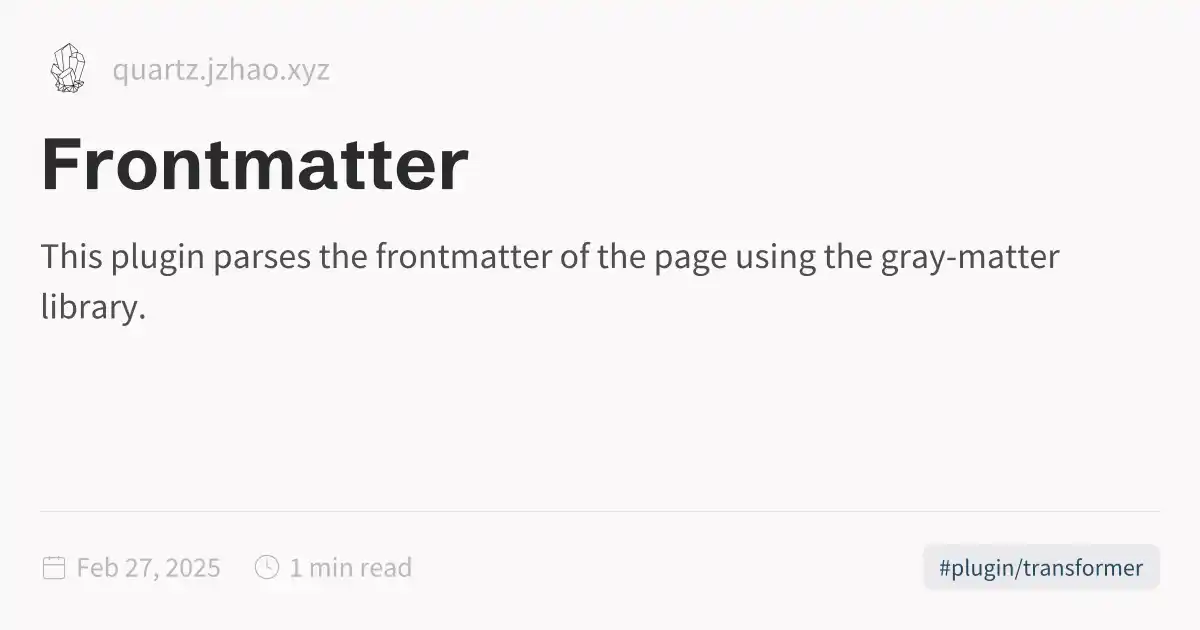 quartz.jzhao.xyz
Frontmatter
This plugin parses the frontmatter of the page using the gray-matter
library.
Feb 27, 2025
1 min read
#plugin/transformer